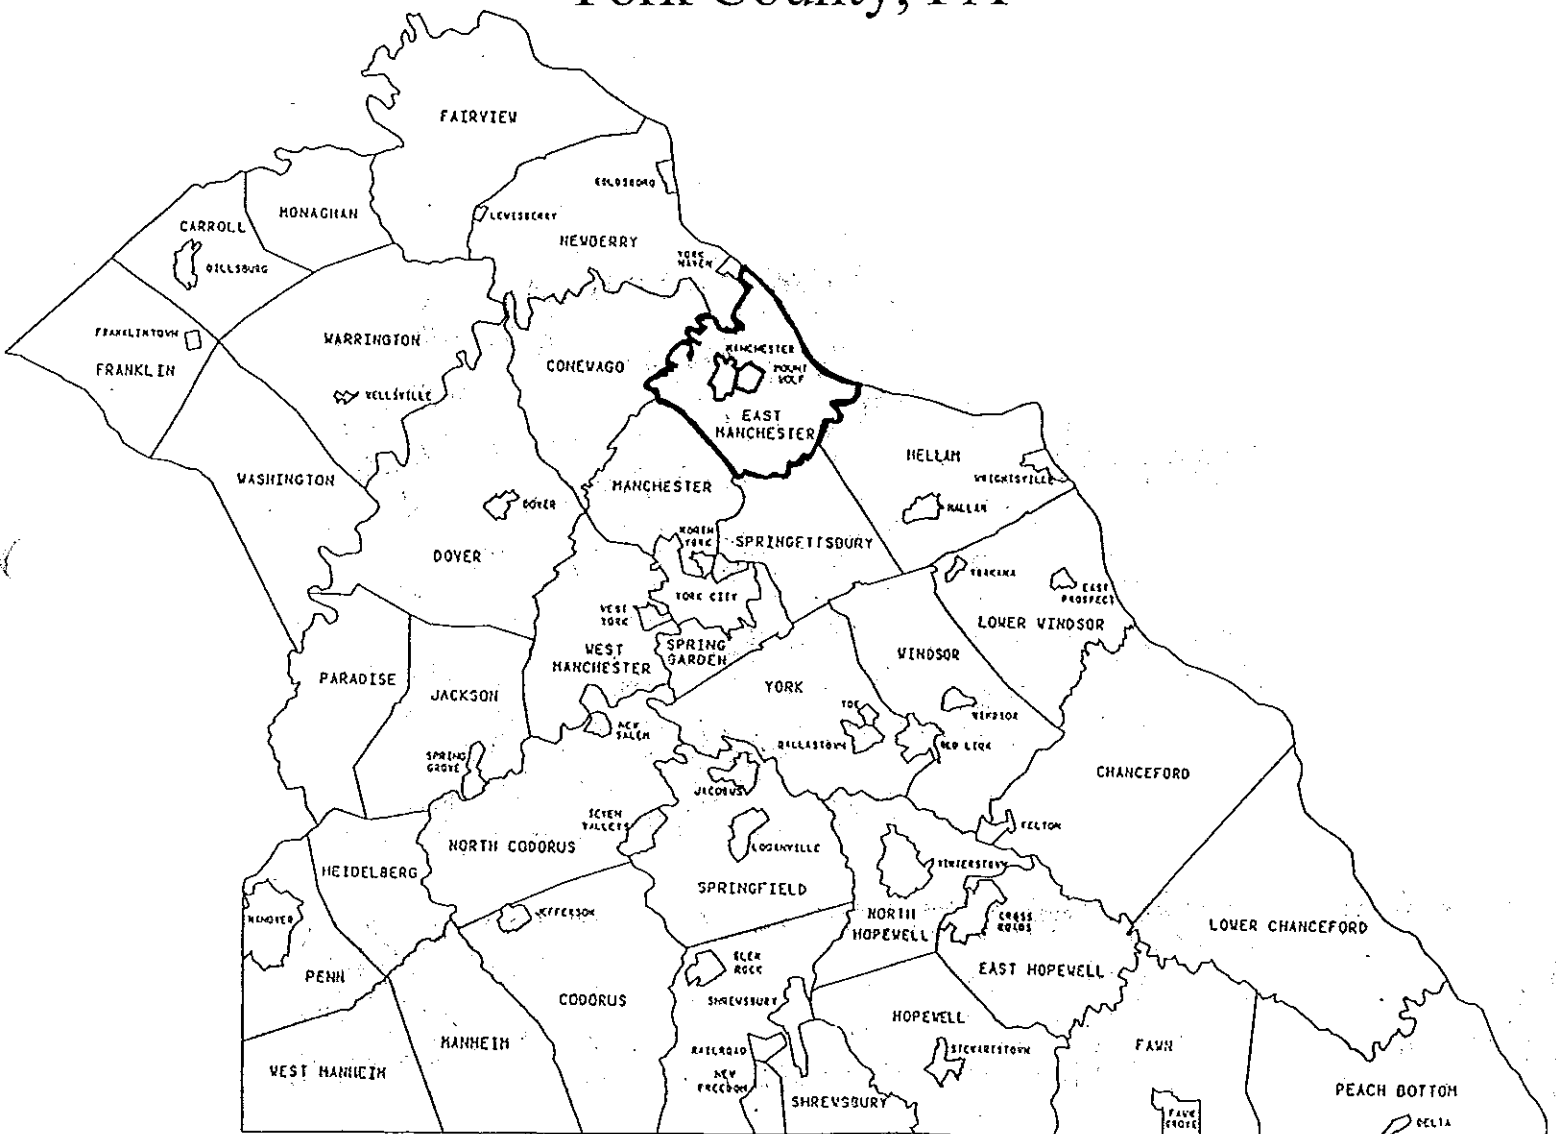 York County, PA
FAIRVIEW
GOLDSBORO
LEWISBERRY
MONAGHAN
CARROLL
NEWBERRY
DILLSBURG
YORK
HAVEN
FRANKLINTOWN
WARRINGTON
MANCHESTER
FRANKLIN
CONEWAGO
MOUNT
WOLF
WELLSVILLE
EAST
MANCHESTER
HELLAM
WASHINGTON
WRIGHTSVILLE
MANCHESTER
DOVER
HALLAM
NORTH
YORK
SPRINGETTSBURY
DOVER
YORKANA
EAST
PROSPECT
YORK CITY
WEST
YORK
LOWER WINDSOR
SPRING
GARDEN
WEST
MANCHESTER
WINDSOR
PARADISE
YORK
JACKSON
YOE
WINDSOR
NEW
SALEM
DALLASTOWN
RED LION
SPRING
GROVE
CHANCEFORD
JACOBUS
SEVEN
VALLEYS
FELTON
NORTH CODORUS
LOGANVILLE
WINTERSTOWN
HEIDELBERG
SPRINGFIELD
HANOVER
JEFFERSON
NORTH
HOPEWELL
CROSS
ROADS
LOWER CHANCEFORD
GLEN
ROCK
EAST HOPEWELL
PENN
CODORUS
SHREWSBURY
HOPEWELL
MANHEIM
RAILROAD
STEWARTSTOWN
FAWN
WEST MANHEIM
NEW
FREEDOM
SHREWSBURY
PEACH BOTTOM
FAWN
GROVE
DELTA